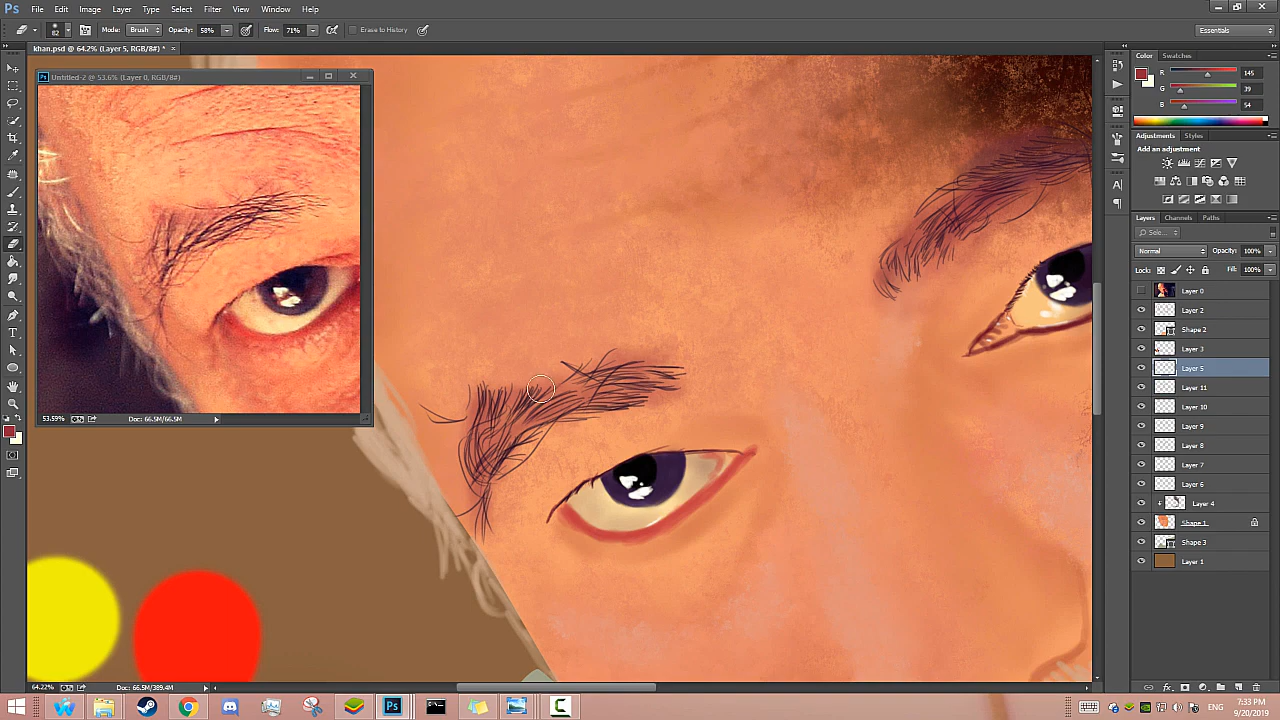 Ps File Edit Image Layer Type Select Filter View Window Help
82 Mode: Brush Opacity: 58% Flow: 71% Erase to History Essentials
khan.psd @ 64.2% (Layer 5, RGB/8#) * ×
Ps Untitled-2 @ 53.6% (Layer 0, RGB/8#)
53.59% Doc: 66.5M/66.5M
Color Swatches
R 145
G 39
B 54
Adjustments Styles
Add an adjustment
Layers Channels Paths
Sele...
Normal Opacity: 100%
Lock: Fill: 100%
Layer 0
Layer 2
Shape 2
Layer 3
Layer 5
Layer 11
Layer 10
Layer 9
Layer 8
Layer 7
Layer 6
Layer 4
Shape 1
Shape 3
Layer 1
64.22% Doc: 66.5M/399.4M
ENG 7:33 PM
9/20/2019